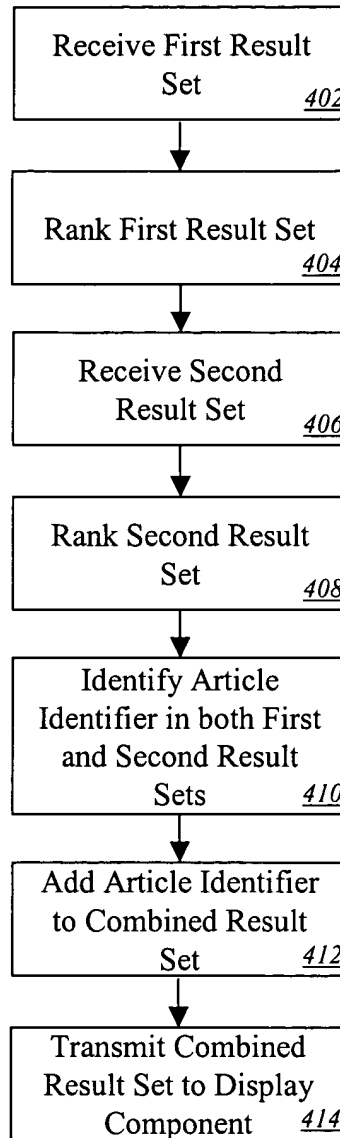 Receive First Result
Set
402
Rank First Result Set
404
Receive Second
Result Set
406
Rank Second Result
Set
408
Identify Article
Identifier in both First
and Second Result
Sets
410
Add Article Identifier
to Combined Result
Set
412
Transmit Combined
Result Set to Display
Component
414